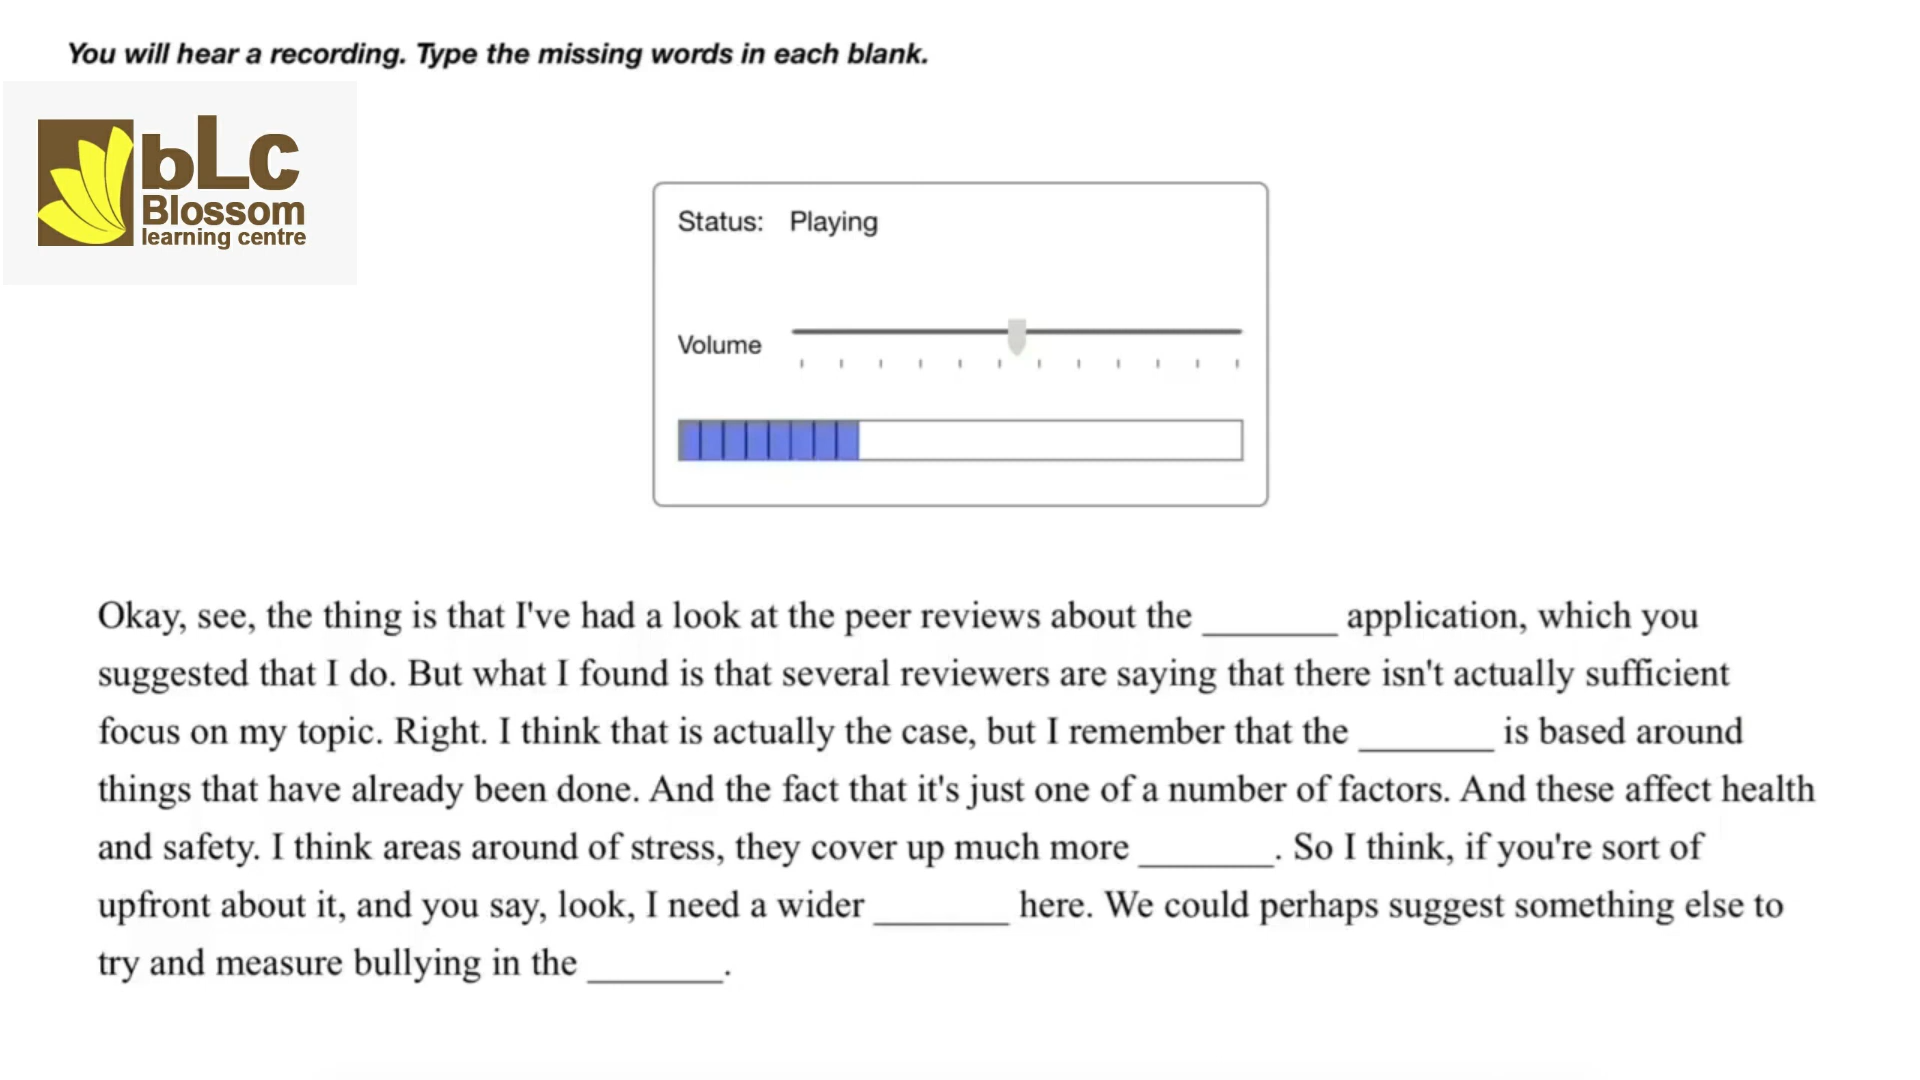 You will hear a recording. Type the missing words in each blank.
bLc
Blossom
learning centre
Status: Playing
Volume
Okay, see, the thing is that I've had a look at the peer reviews about the _______ application, which you
suggested that I do. But what I found is that several reviewers are saying that there isn't actually sufficient
focus on my topic. Right. I think that is actually the case, but I remember that the _______ is based around
things that have already been done. And the fact that it's just one of a number of factors. And these affect health
and safety. I think areas around of stress, they cover up much more _______. So I think, if you're sort of
upfront about it, and you say, look, I need a wider _______ here. We could perhaps suggest something else to
try and measure bullying in the _______.